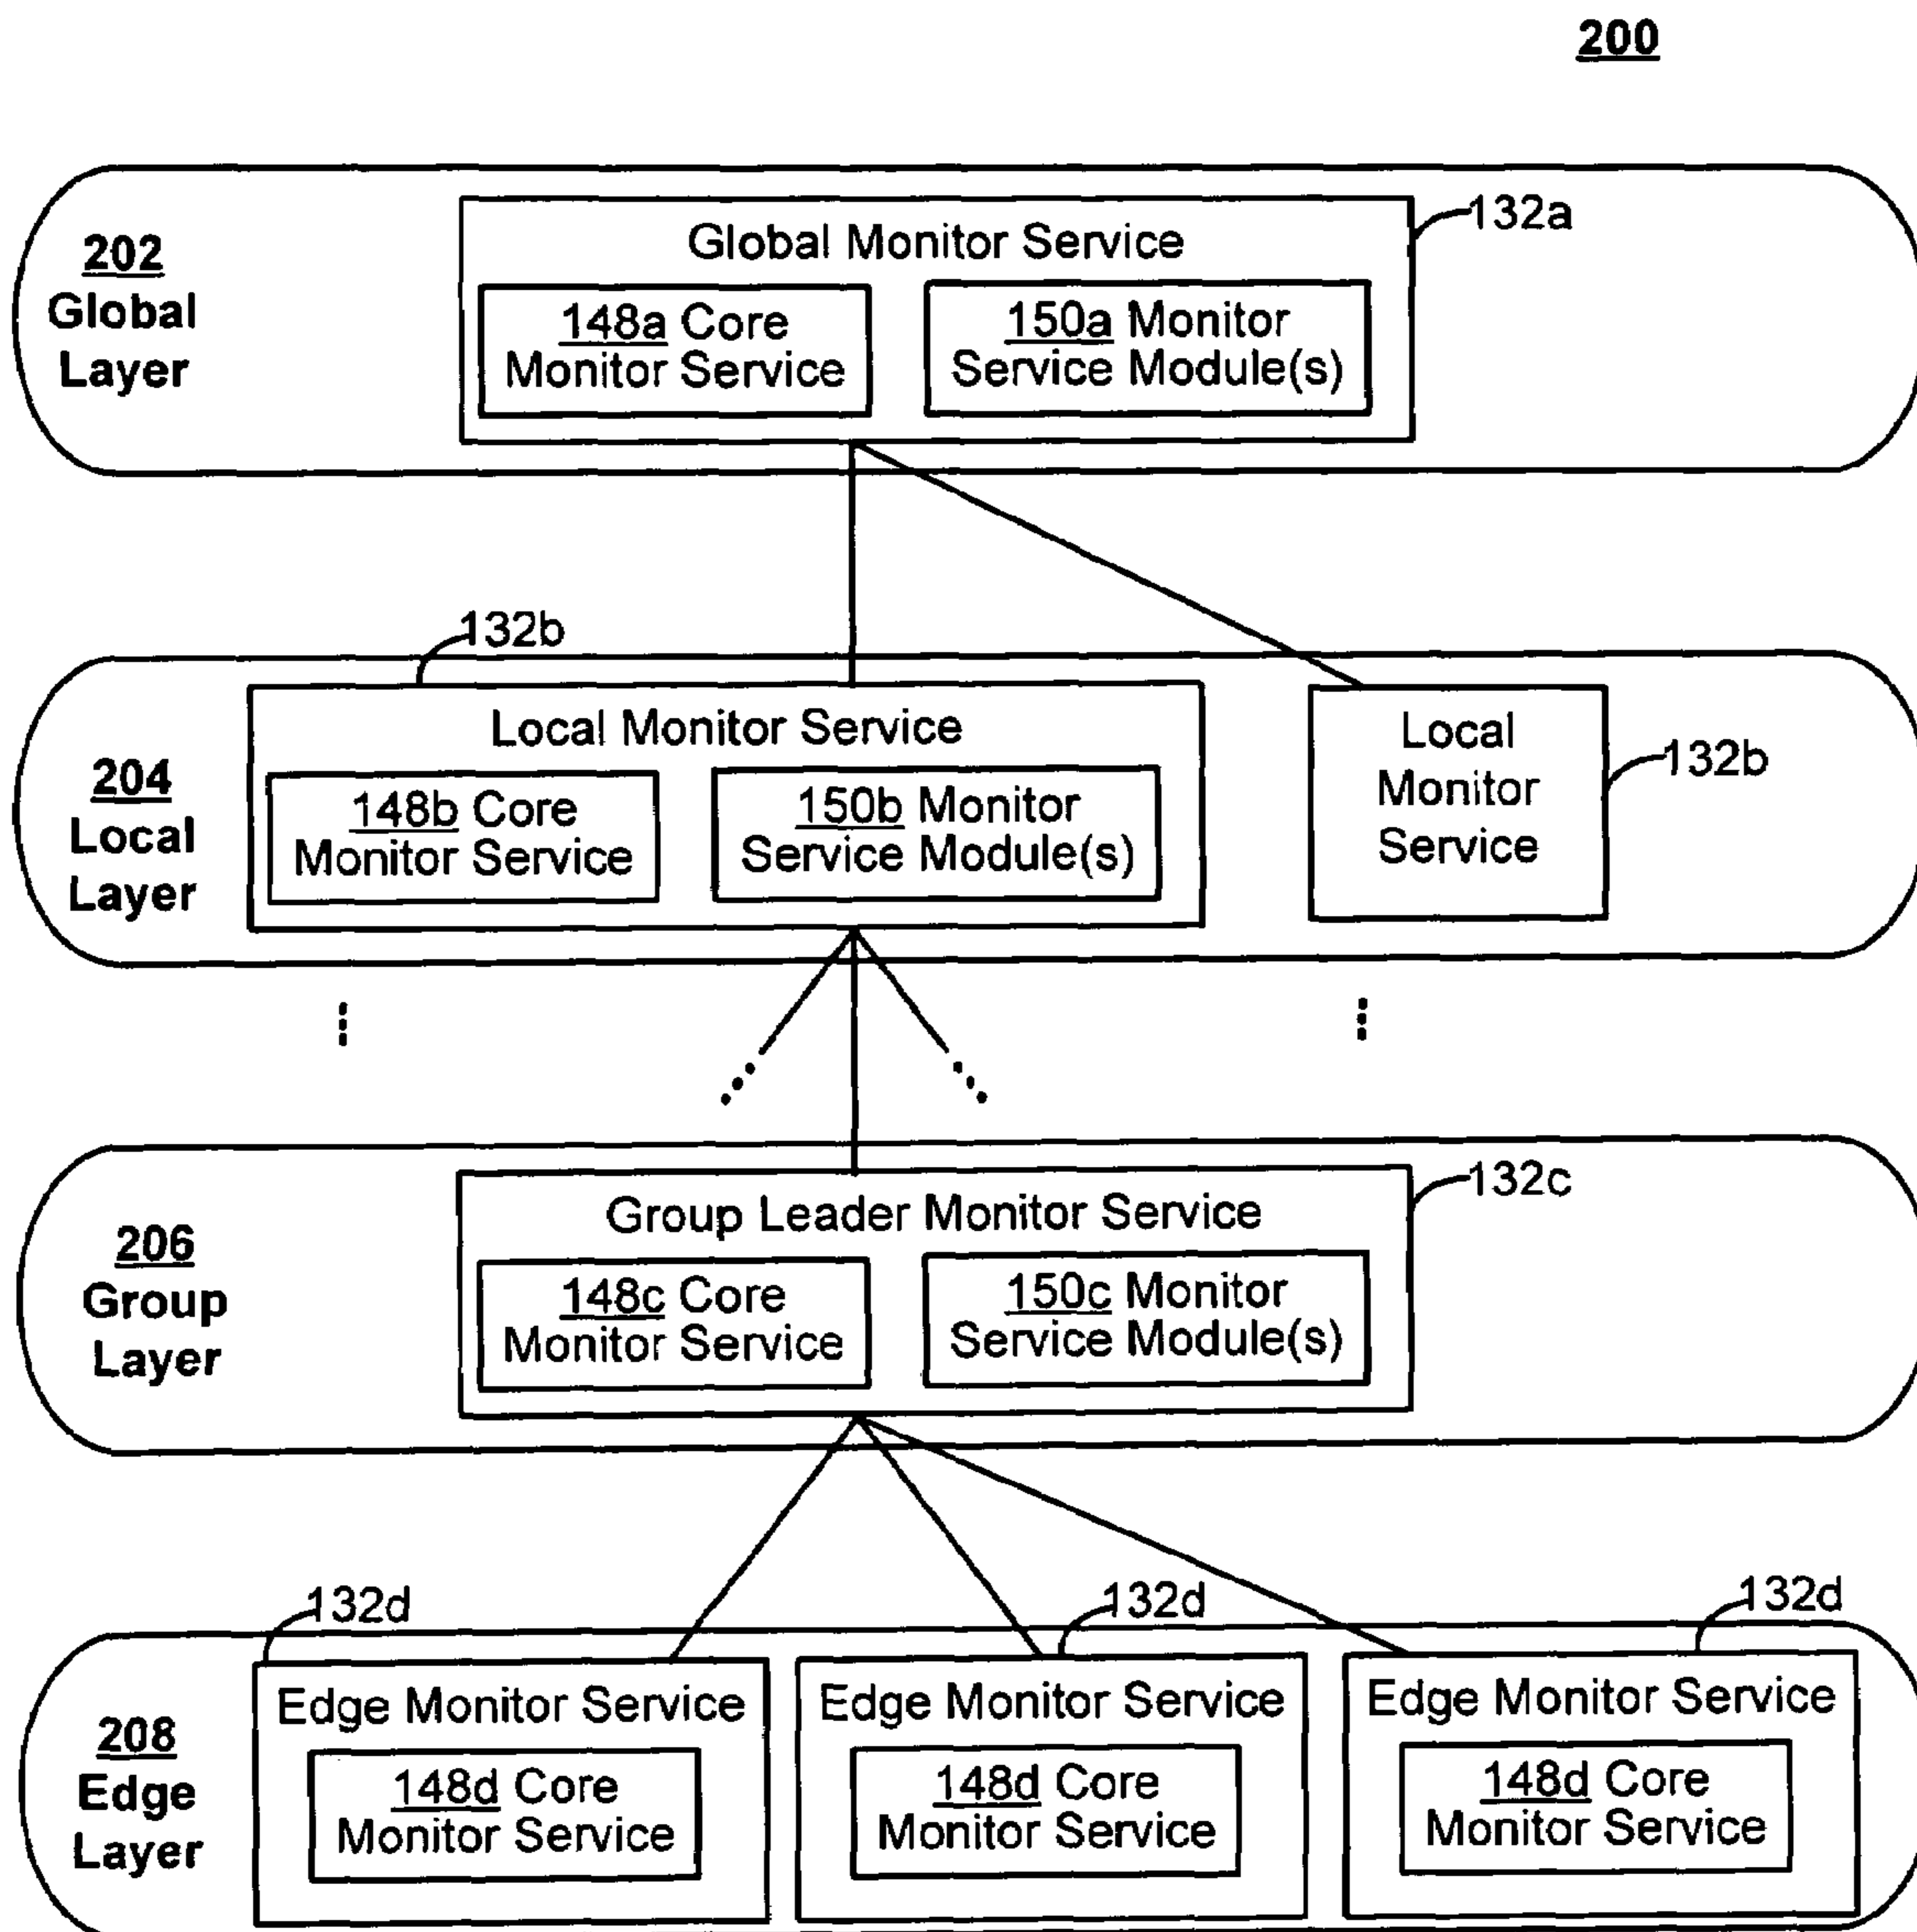 200
132a
202
Global
Layer
Global Monitor Service
148a Core
Monitor Service
150a Monitor
Service Module(s)
132b
204
Local
Layer
Local Monitor Service
148b Core
Monitor Service
150b Monitor
Service Module(s)
Local
Monitor
Service
132b
206
Group
Layer
Group Leader Monitor Service
148c Core
Monitor Service
150c Monitor
Service Module(s)
132c
132d
132d
132d
208
Edge
Layer
Edge Monitor Service
148d Core
Monitor Service
Edge Monitor Service
148d Core
Monitor Service
Edge Monitor Service
148d Core
Monitor Service